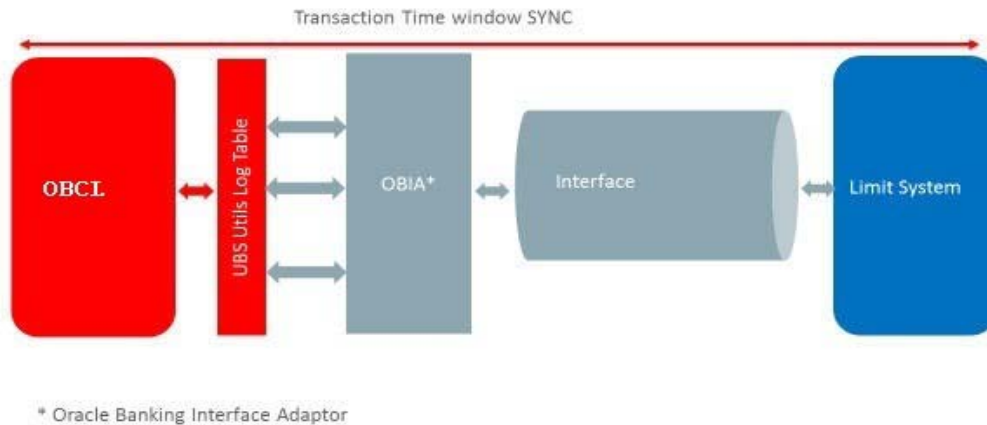 Transaction Time window SYNC
OBCL
UBS Utils Log Table
OBIA*
Interface
Limit System
* Oracle Banking Interface Adaptor